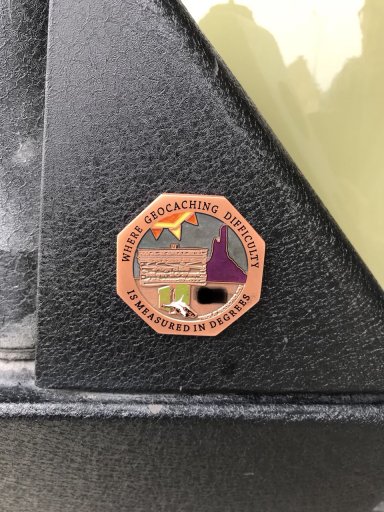 WHERE GEOCACHING DIFFICULTY
IS MEASURED IN DEGREES